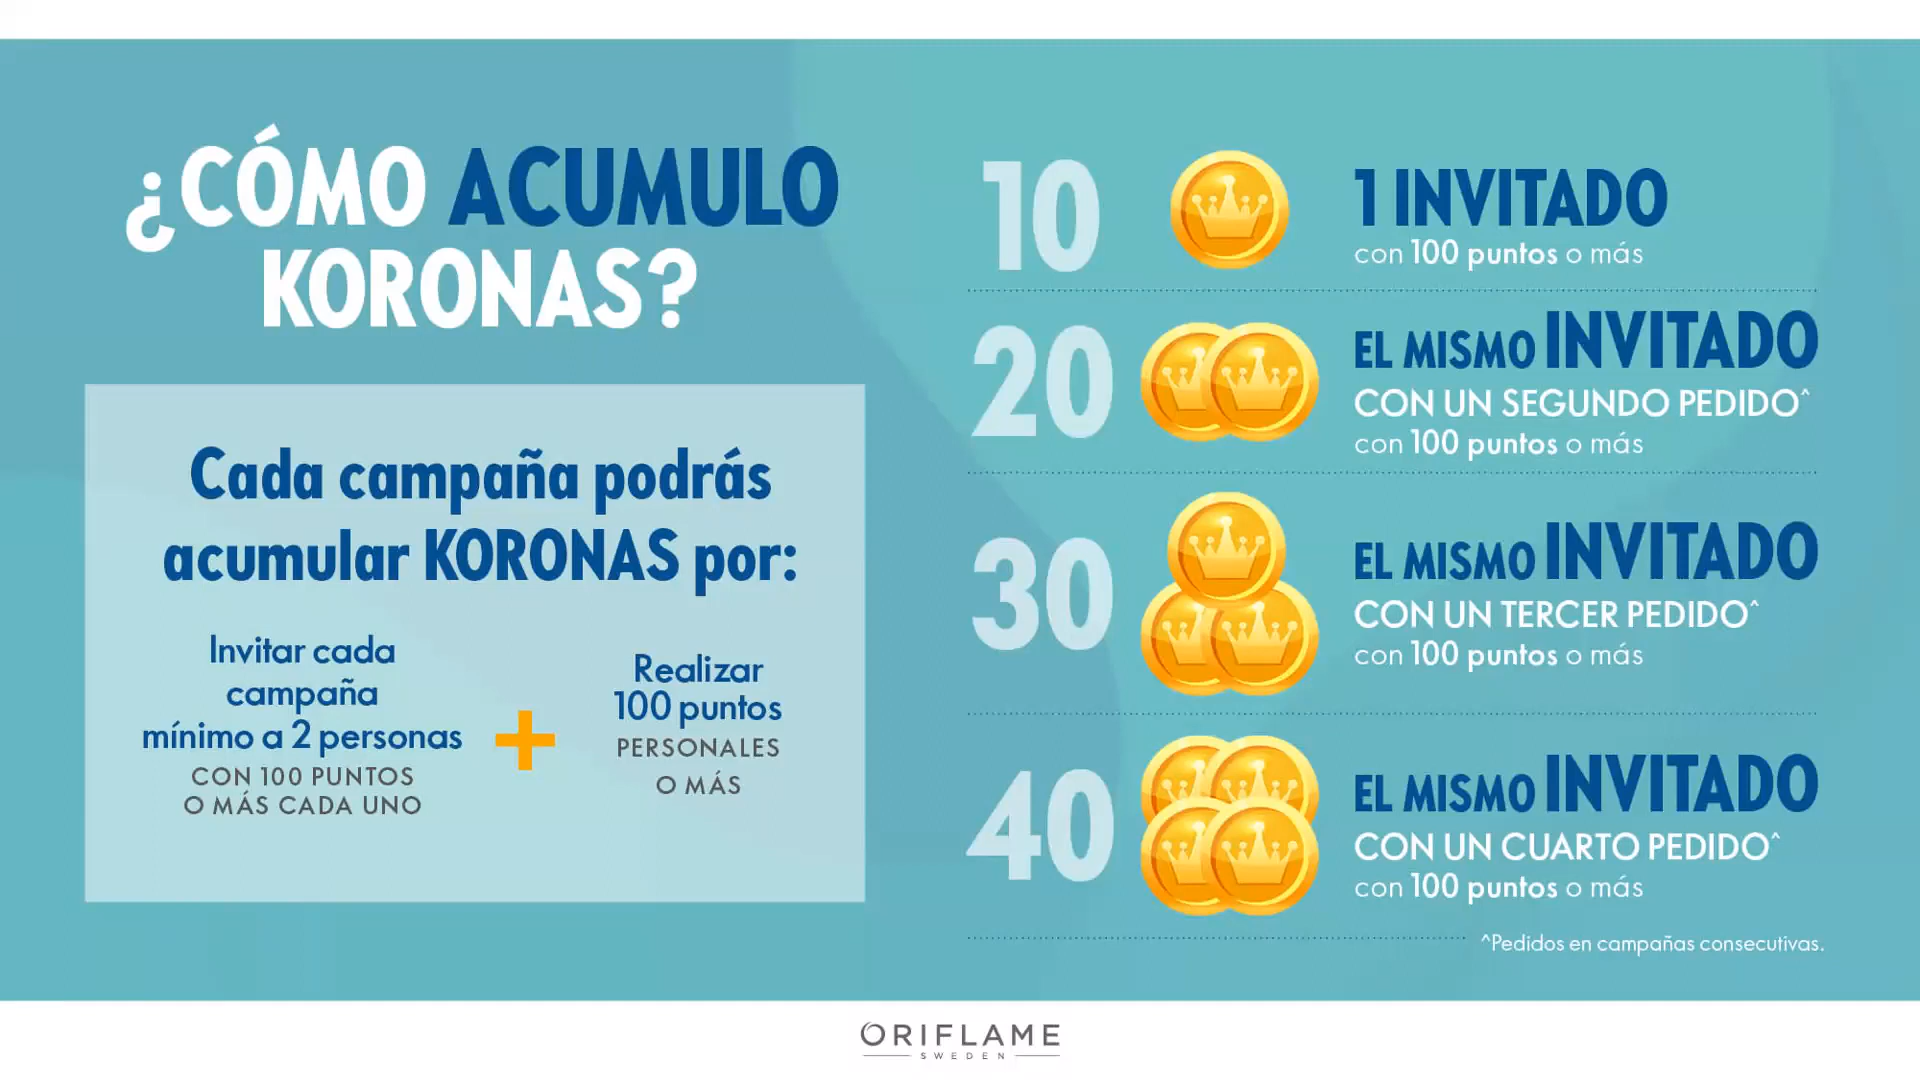 ¿CÓMO ACUMULO
KORONAS?
Cada campaña podrás
acumular KORONAS por:
Invitar cada
campaña
mínimo a 2 personas
CON 100 PUNTOS
O MÁS CADA UNO
+
Realizar
100 puntos
PERSONALES
O MÁS
10
1 INVITADO
con 100 puntos o más
20
EL MISMO INVITADO
CON UN SEGUNDO PEDIDO^
con 100 puntos o más
30
EL MISMO INVITADO
CON UN TERCER PEDIDO^
con 100 puntos o más
40
EL MISMO INVITADO
CON UN CUARTO PEDIDO^
con 100 puntos o más
^Pedidos en campañas consecutivas.
ORIFLAME
SWEDEN